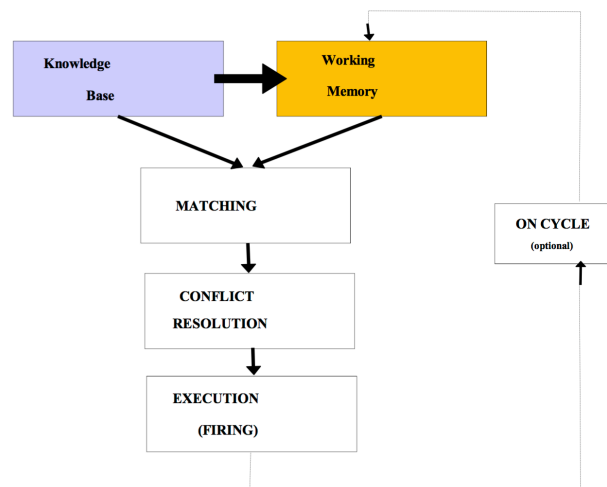 Knowledge
Base
Working
Memory
MATCHING
ON CYCLE
(optional)
CONFLICT
RESOLUTION
EXECUTION
(FIRING)